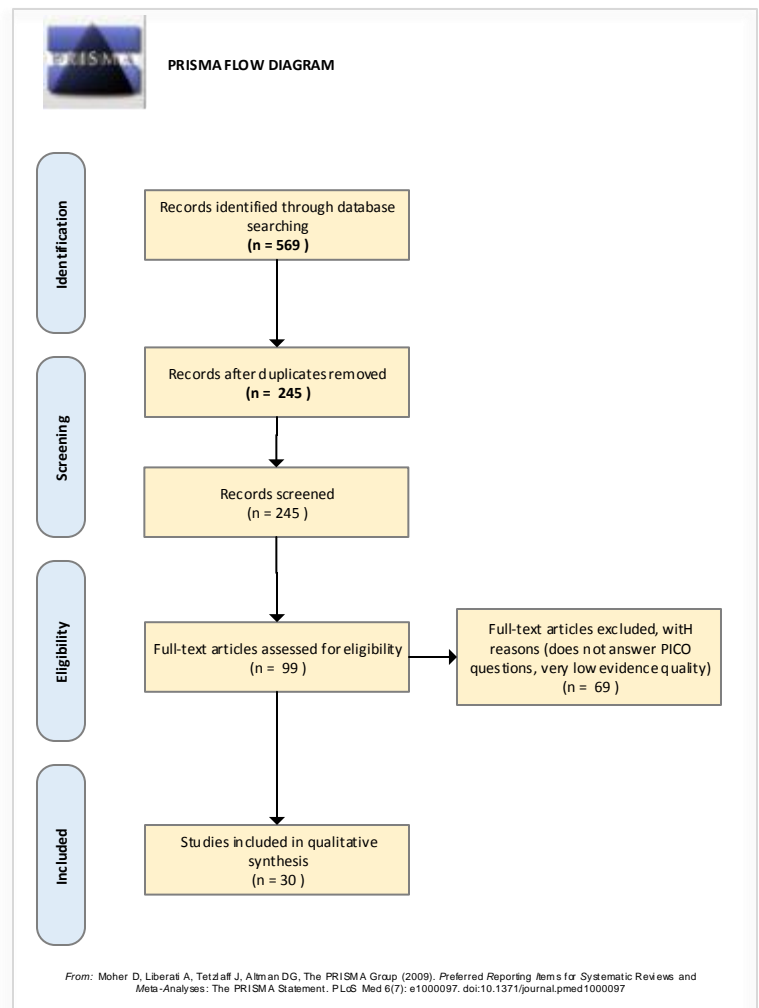 PRISMA
PRISMA FLOW DIAGRAM
Identification
Records identified through database
searching
(n = 569 )
Screening
Records after duplicates removed
(n = 245 )
Records screened
(n = 245 )
Eligibility
Full-text articles assessed for eligibility
(n = 99 )
Full-text articles excluded, witH
reasons (does not answer PICO
questions, very low evidence quality)
(n = 69 )
Included
Studies included in qualitative
synthesis
(n = 30 )
From: Moher D, Liberati A, Tetzlaff J, Altman DG, The PRISMA Group (2009). Preferred Reporting Items for Systematic Reviews and
Meta-Analyses: The PRISMA Statement. PLoS Med 6(7): e1000097. doi:10.1371/journal.pmed1000097